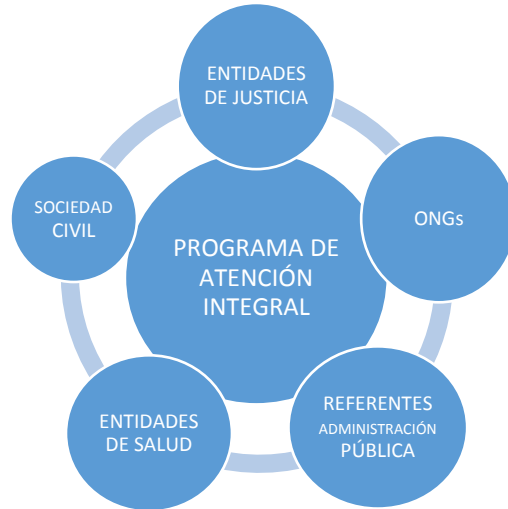 ENTIDADES
DE JUSTICIA
ONGs
REFERENTES
ADMINISTRACIÓN
PÚBLICA
ENTIDADES
DE SALUD
SOCIEDAD
CIVIL
PROGRAMA DE
ATENCIÓN
INTEGRAL